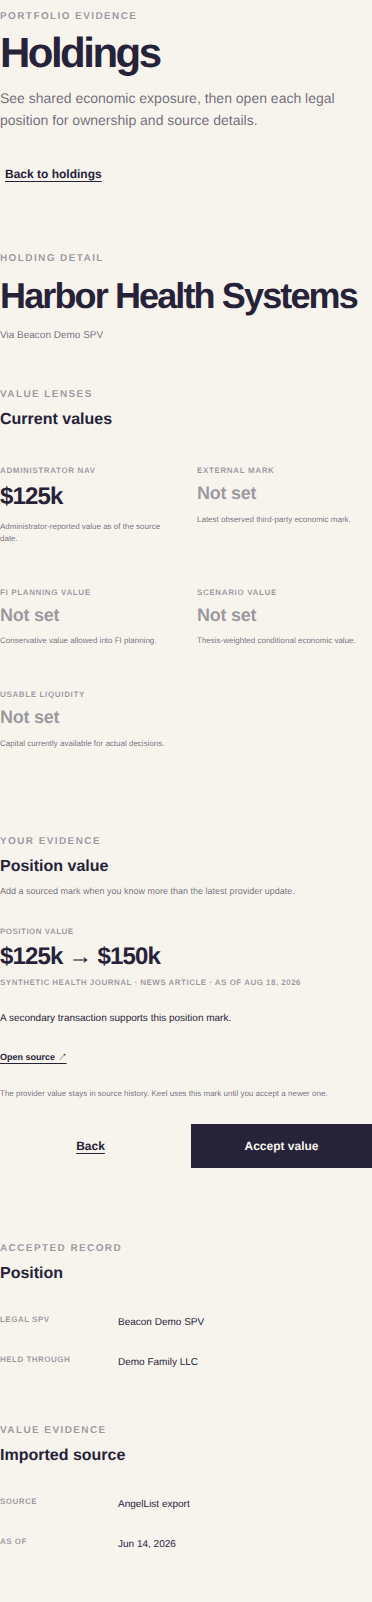 PORTFOLIO EVIDENCE
Holdings
See shared economic exposure, then open each legal
position for ownership and source details.
Back to holdings
HOLDING DETAIL
Harbor Health Systems
Via Beacon Demo SPV
VALUE LENSES
Current values
ADMINISTRATOR NAV
$125k
Administrator-reported value as of the source
date.
EXTERNAL MARK
Not set
Latest observed third-party economic mark.
FI PLANNING VALUE
Not set
Conservative value allowed into FI planning.
SCENARIO VALUE
Not set
Thesis-weighted conditional economic value.
USABLE LIQUIDITY
Not set
Capital currently available for actual decisions.
YOUR EVIDENCE
Position value
Add a sourced mark when you know more than the latest provider update.
POSITION VALUE
$125k → $150k
SYNTHETIC HEALTH JOURNAL · NEWS ARTICLE · AS OF AUG 18, 2026
A secondary transaction supports this position mark.
Open source ↗
The provider value stays in source history. Keel uses this mark until you accept a newer one.
Back
Accept value
ACCEPTED RECORD
Position
LEGAL SPV
Beacon Demo SPV
HELD THROUGH
Demo Family LLC
VALUE EVIDENCE
Imported source
SOURCE
AngelList export
AS OF
Jun 14, 2026